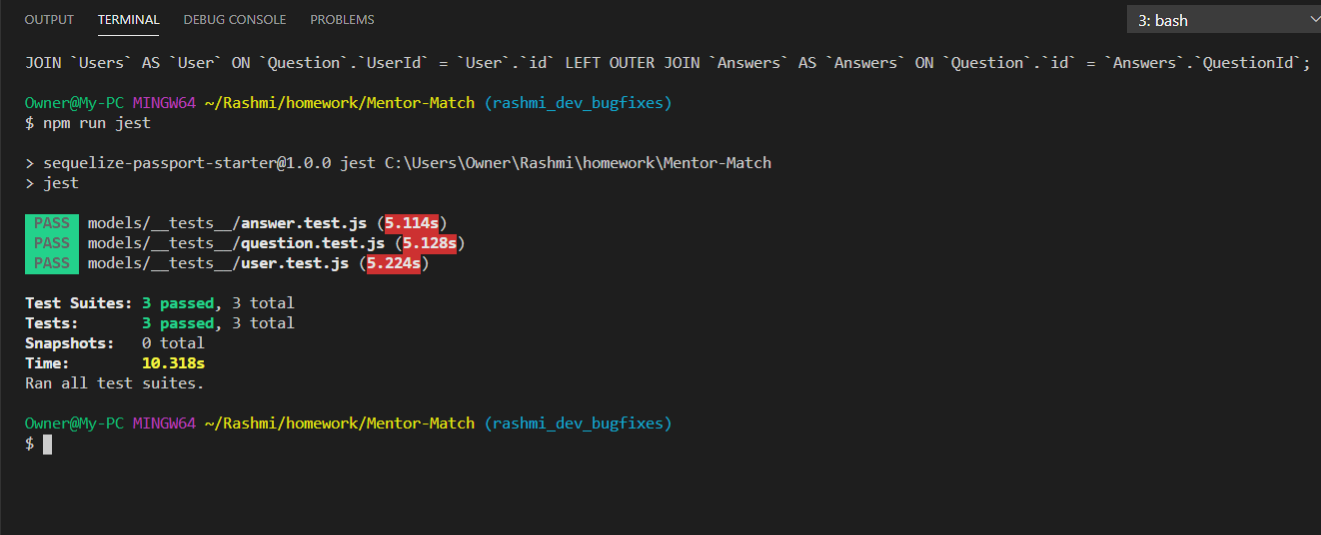 OUTPUT TERMINAL DEBUG CONSOLE PROBLEMS 3: bash
JOIN `Users` AS `User` ON `Question`.`UserId` = `User`.`id` LEFT OUTER JOIN `Answers` AS `Answers` ON `Question`.`id` = `Answers`.`QuestionId`;
Owner@My-PC MINGW64 ~/Rashmi/homework/Mentor-Match (rashmi_dev_bugfixes)
$ npm run jest
> sequelize-passport-starter@1.0.0 jest C:\Users\Owner\Rashmi\homework\Mentor-Match
> jest
PASS models/__tests__/answer.test.js (5.114s)
PASS models/__tests__/question.test.js (5.128s)
PASS models/__tests__/user.test.js (5.224s)
Test Suites: 3 passed, 3 total
Tests: 3 passed, 3 total
Snapshots: 0 total
Time: 10.318s
Ran all test suites.
Owner@My-PC MINGW64 ~/Rashmi/homework/Mentor-Match (rashmi_dev_bugfixes)
$